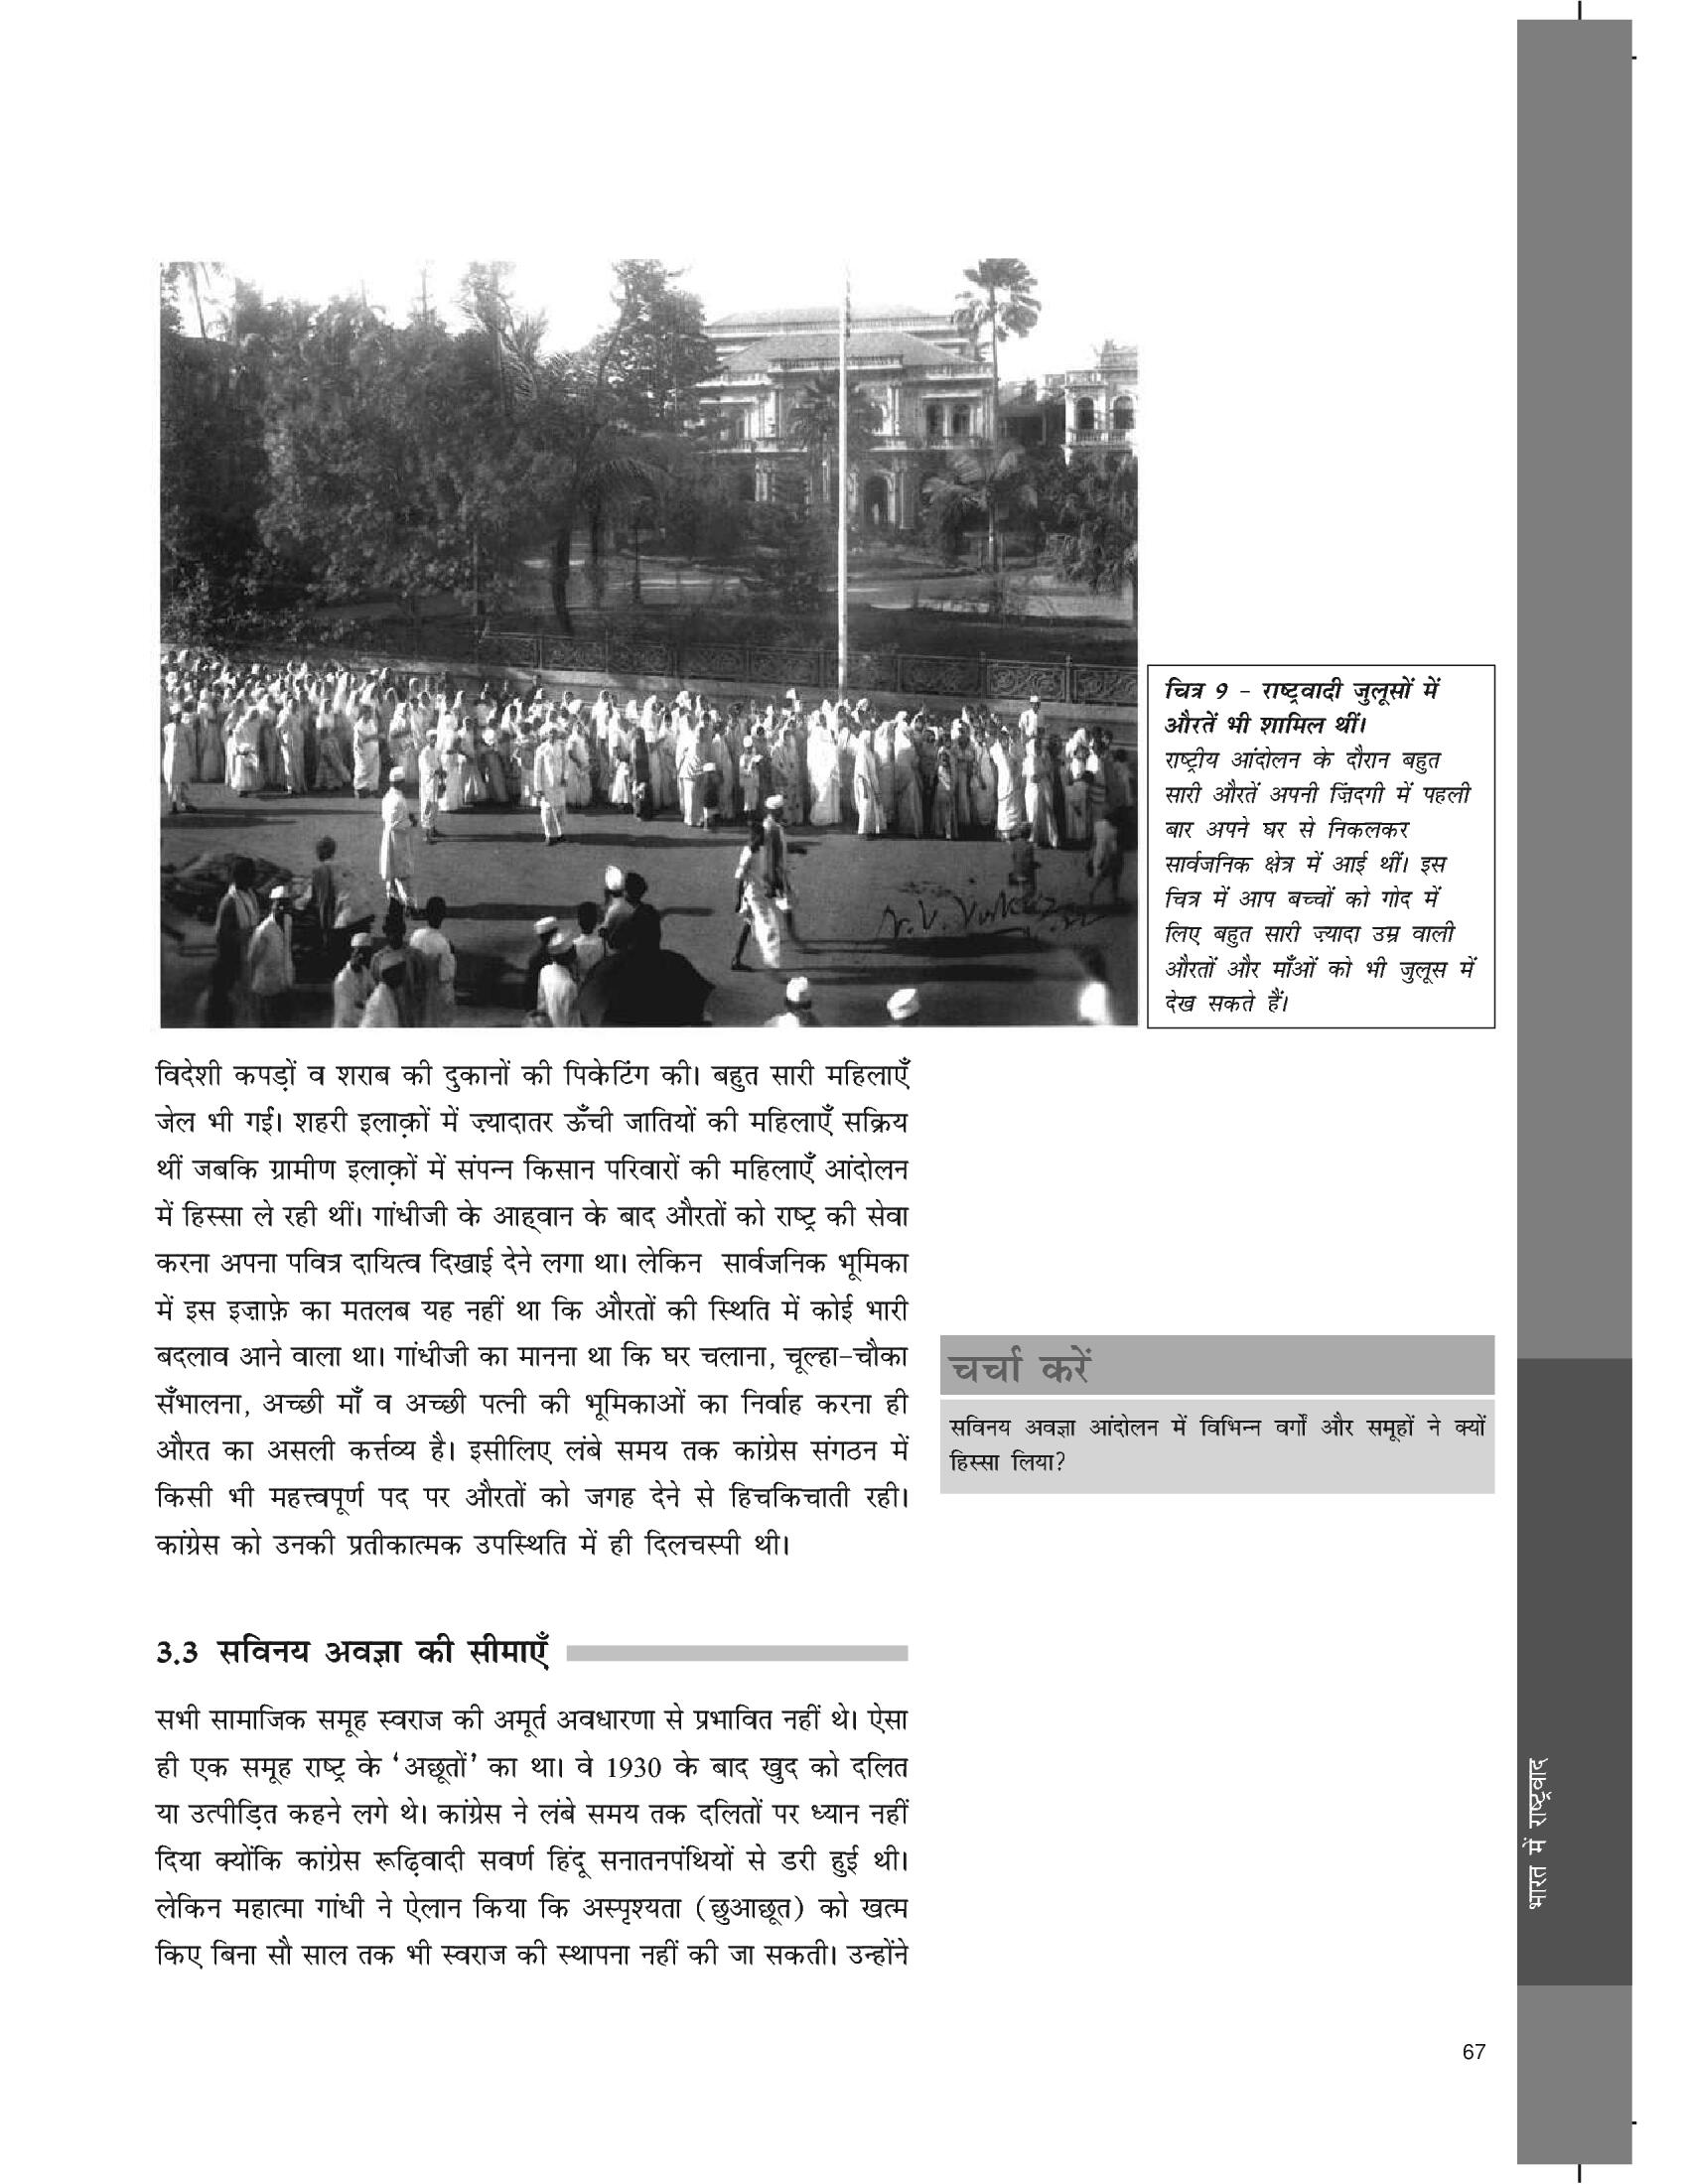 चित्र 9 – राष्ट्रवादी जुलूसों में
औरतें भी शामिल थीं।
राष्ट्रीय आंदोलन के दौरान बहुत
सारी औरतें अपनी ज़िंदगी में पहली
बार अपने घर से निकलकर
सार्वजनिक क्षेत्र में आई थीं। इस
चित्र में आप बच्चों को गोद में
लिए बहुत सारी ज़्यादा उम्र वाली
औरतों और माँओं को भी जुलूस में
देख सकते हैं।
विदेशी कपड़ों व शराब की दुकानों की पिकेटिंग की। बहुत सारी महिलाएँ
जेल भी गईं। शहरी इलाक़ों में ज़्यादातर ऊँची जातियों की महिलाएँ सक्रिय
थीं जबकि ग्रामीण इलाक़ों में संपन्न किसान परिवारों की महिलाएँ आंदोलन
में हिस्सा ले रही थीं। गांधीजी के आह्वान के बाद औरतों को राष्ट्र की सेवा
करना अपना पवित्र दायित्व दिखाई देने लगा था। लेकिन सार्वजनिक भूमिका
में इस इज़ाफ़े का मतलब यह नहीं था कि औरतों की स्थिति में कोई भारी
बदलाव आने वाला था। गांधीजी का मानना था कि घर चलाना, चूल्हा-चौका
सँभालना, अच्छी माँ व अच्छी पत्नी की भूमिकाओं का निर्वाह करना ही
औरत का असली कर्त्तव्य है। इसीलिए लंबे समय तक कांग्रेस संगठन में
किसी भी महत्त्वपूर्ण पद पर औरतों को जगह देने से हिचकिचाती रही।
कांग्रेस को उनकी प्रतीकात्मक उपस्थिति में ही दिलचस्पी थी।
चर्चा करें
सविनय अवज्ञा आंदोलन में विभिन्न वर्गों और समूहों ने क्यों
हिस्सा लिया?
3.3 सविनय अवज्ञा की सीमाएँ
सभी सामाजिक समूह स्वराज की अमूर्त अवधारणा से प्रभावित नहीं थे। ऐसा
ही एक समूह राष्ट्र के ‘अछूतों’ का था। वे 1930 के बाद खुद को दलित
या उत्पीड़ित कहने लगे थे। कांग्रेस ने लंबे समय तक दलितों पर ध्यान नहीं
दिया क्योंकि कांग्रेस रूढ़िवादी सवर्ण हिंदू सनातनपंथियों से डरी हुई थी।
लेकिन महात्मा गांधी ने ऐलान किया कि अस्पृश्यता (छुआछूत) को खत्म
किए बिना सौ साल तक भी स्वराज की स्थापना नहीं की जा सकती। उन्होंने
भारत में राष्ट्रवाद
67